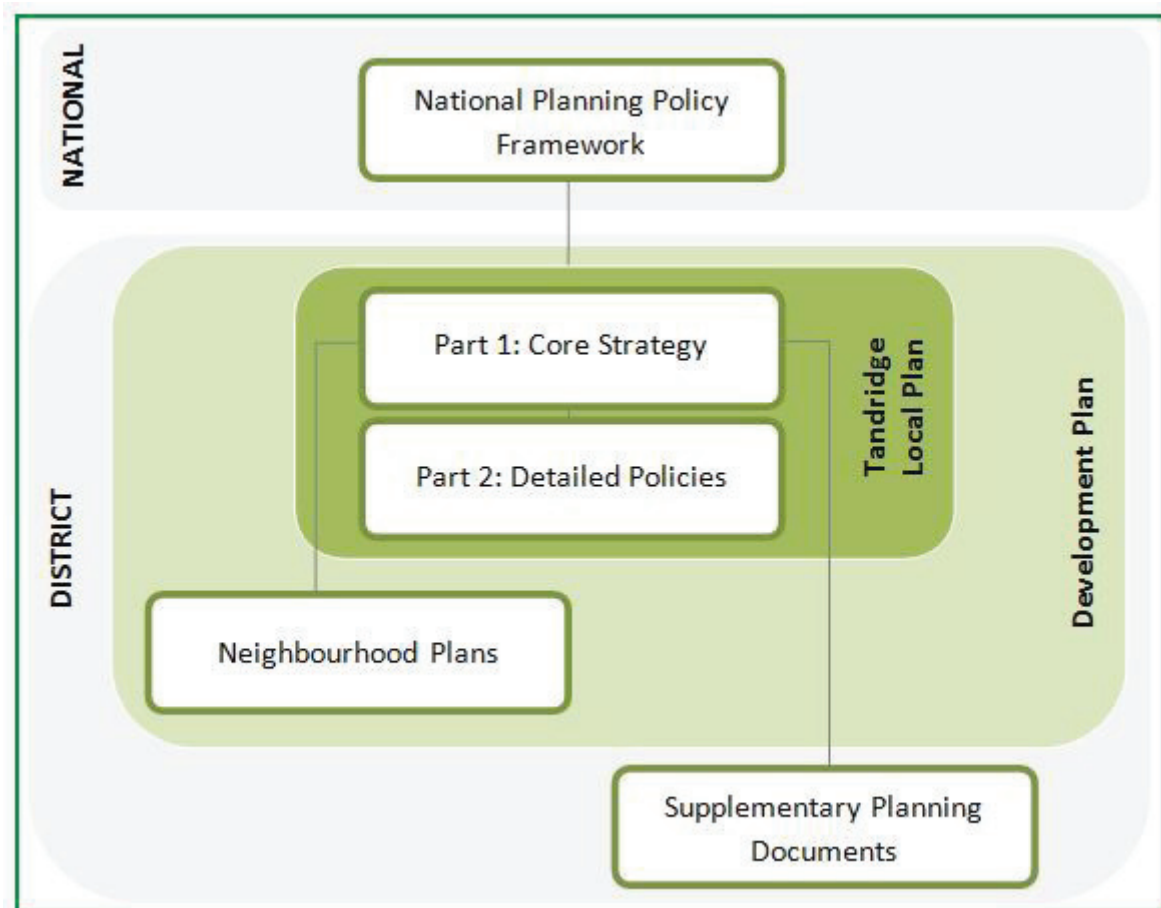 NATIONAL
National Planning Policy
Framework
DISTRICT
Part 1: Core Strategy
Part 2: Detailed Policies
Tandridge
Local Plan
Development Plan
Neighbourhood Plans
Supplementary Planning
Documents